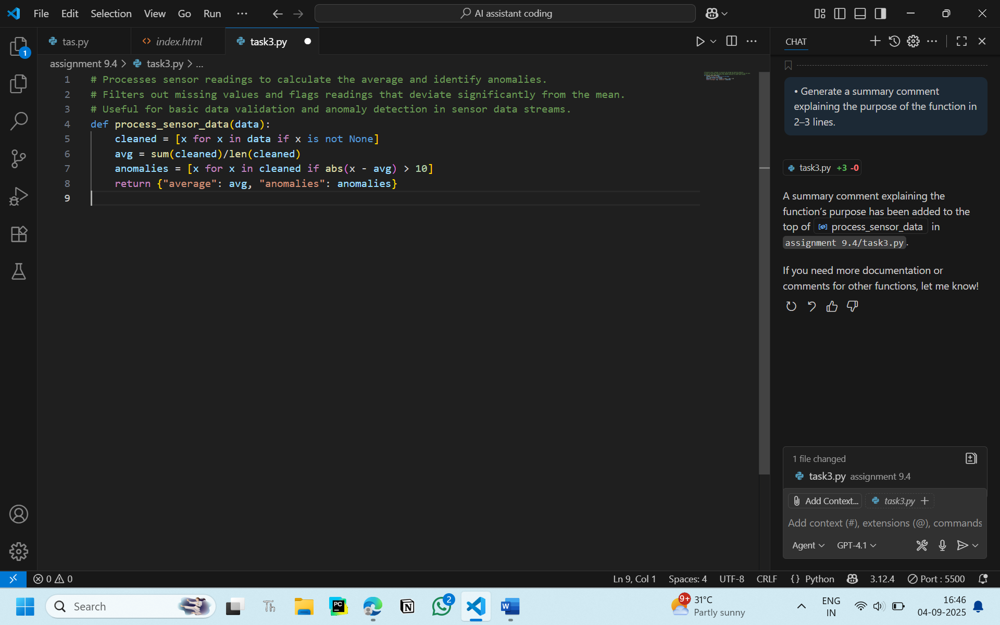 File Edit Selection View Go Run ··· AI assistant coding
tas.py index.html task3.py
CHAT
assignment 9.4 > task3.py > ...
1 # Processes sensor readings to calculate the average and identify anomalies.
2 # Filters out missing values and flags readings that deviate significantly from the mean.
3 # Useful for basic data validation and anomaly detection in sensor data streams.
4 def process_sensor_data(data):
5 cleaned = [x for x in data if x is not None]
6 avg = sum(cleaned)/len(cleaned)
7 anomalies = [x for x in cleaned if abs(x - avg) > 10]
8 return {"average": avg, "anomalies": anomalies}
9
1
• Generate a summary comment
explaining the purpose of the function in
2–3 lines.
task3.py +3 -0
A summary comment explaining the
function's purpose has been added to the
top of process_sensor_data in
assignment 9.4/task3.py.
If you need more documentation or
comments for other functions, let me know!
1 file changed
task3.py assignment 9.4
Add Context... task3.py +
Add context (#), extensions (@), commands
Agent GPT-4.1
0 0 Ln 9, Col 1 Spaces: 4 UTF-8 CRLF {} Python 3.12.4 Port : 5500
Search
Th
PC
N
2
W
9+
31°C
Partly sunny
ENG
IN
16:46
04-09-2025